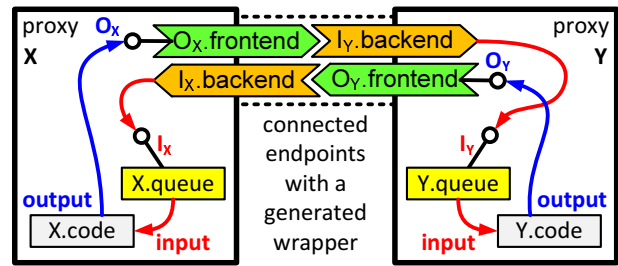 proxy
X
O_X
O_X.frontend
I_Y.backend
proxy
Y
I_X.backend
O_Y.frontend
O_Y
I_X
connected
endpoints
with a
generated
wrapper
I_Y
X.queue
Y.queue
output
output
X.code
input
input
Y.code